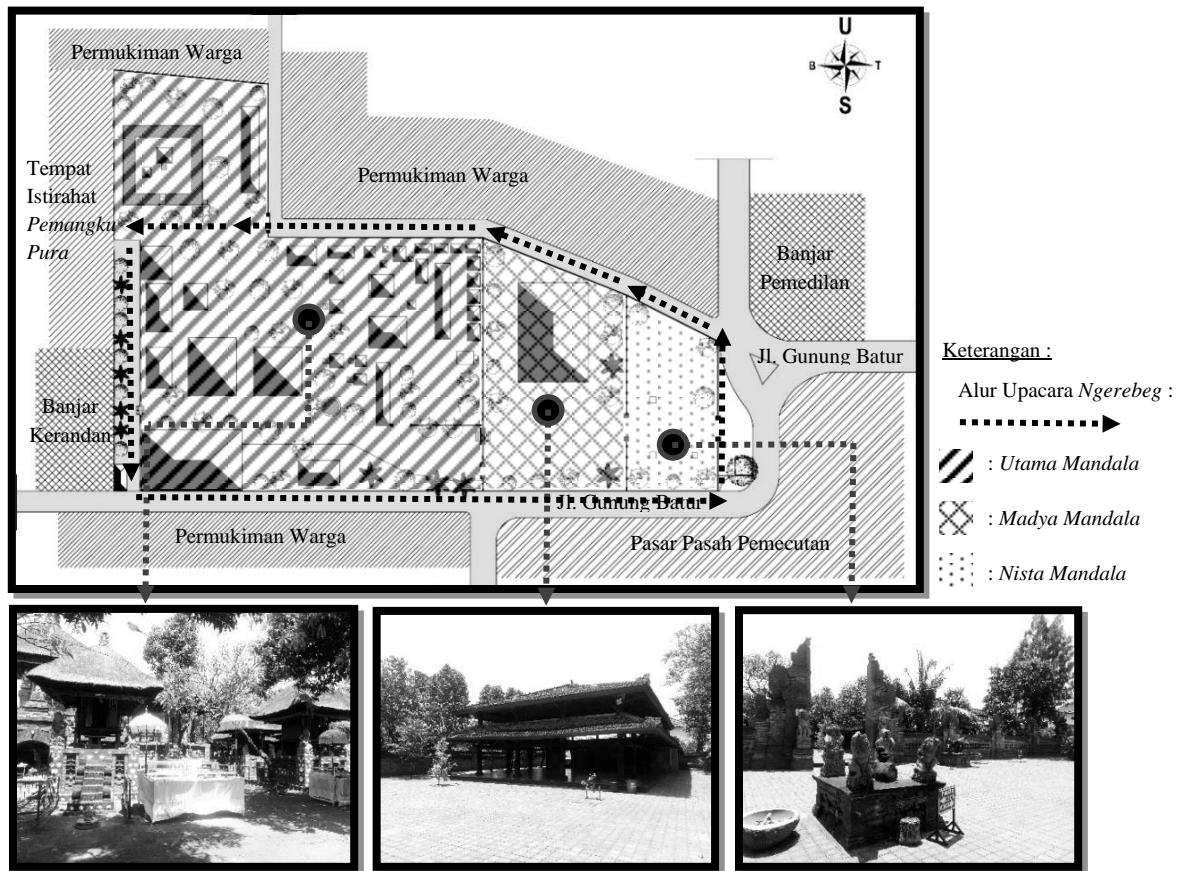 Permukiman Warga
U
B
T
S
Tempat
Istirahat
Pemangku
Pura
Permukiman Warga
Banjar
Pemedilan
Jl. Gunung Batur
Banjar
Kerandan
Jl. Gunung Batur
Permukiman Warga
Pasar Pasah Pemecutan
Keterangan :
Alur Upacara Ngerebeg :
: Utama Mandala
: Madya Mandala
: Nista Mandala